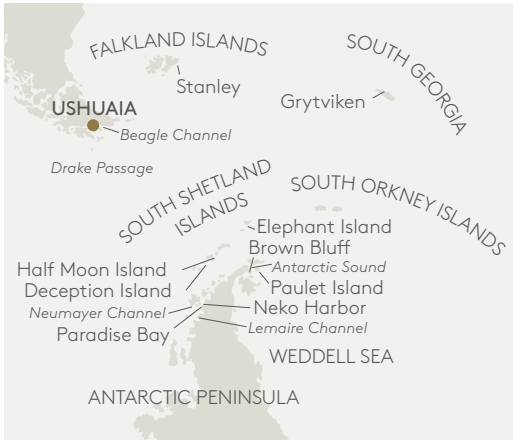 FALKLAND ISLANDS
SOUTH GEORGIA
Stanley
Grytviken
USHUAIA
Beagle Channel
Drake Passage
SOUTH SHETLAND
ISLANDS
SOUTH ORKNEY ISLANDS
Elephant Island
Brown Bluff
Half Moon Island
Antarctic Sound
Deception Island
Paulet Island
Neumayer Channel
Neko Harbor
Paradise Bay
Lemaire Channel
WEDDELL SEA
ANTARCTIC PENINSULA